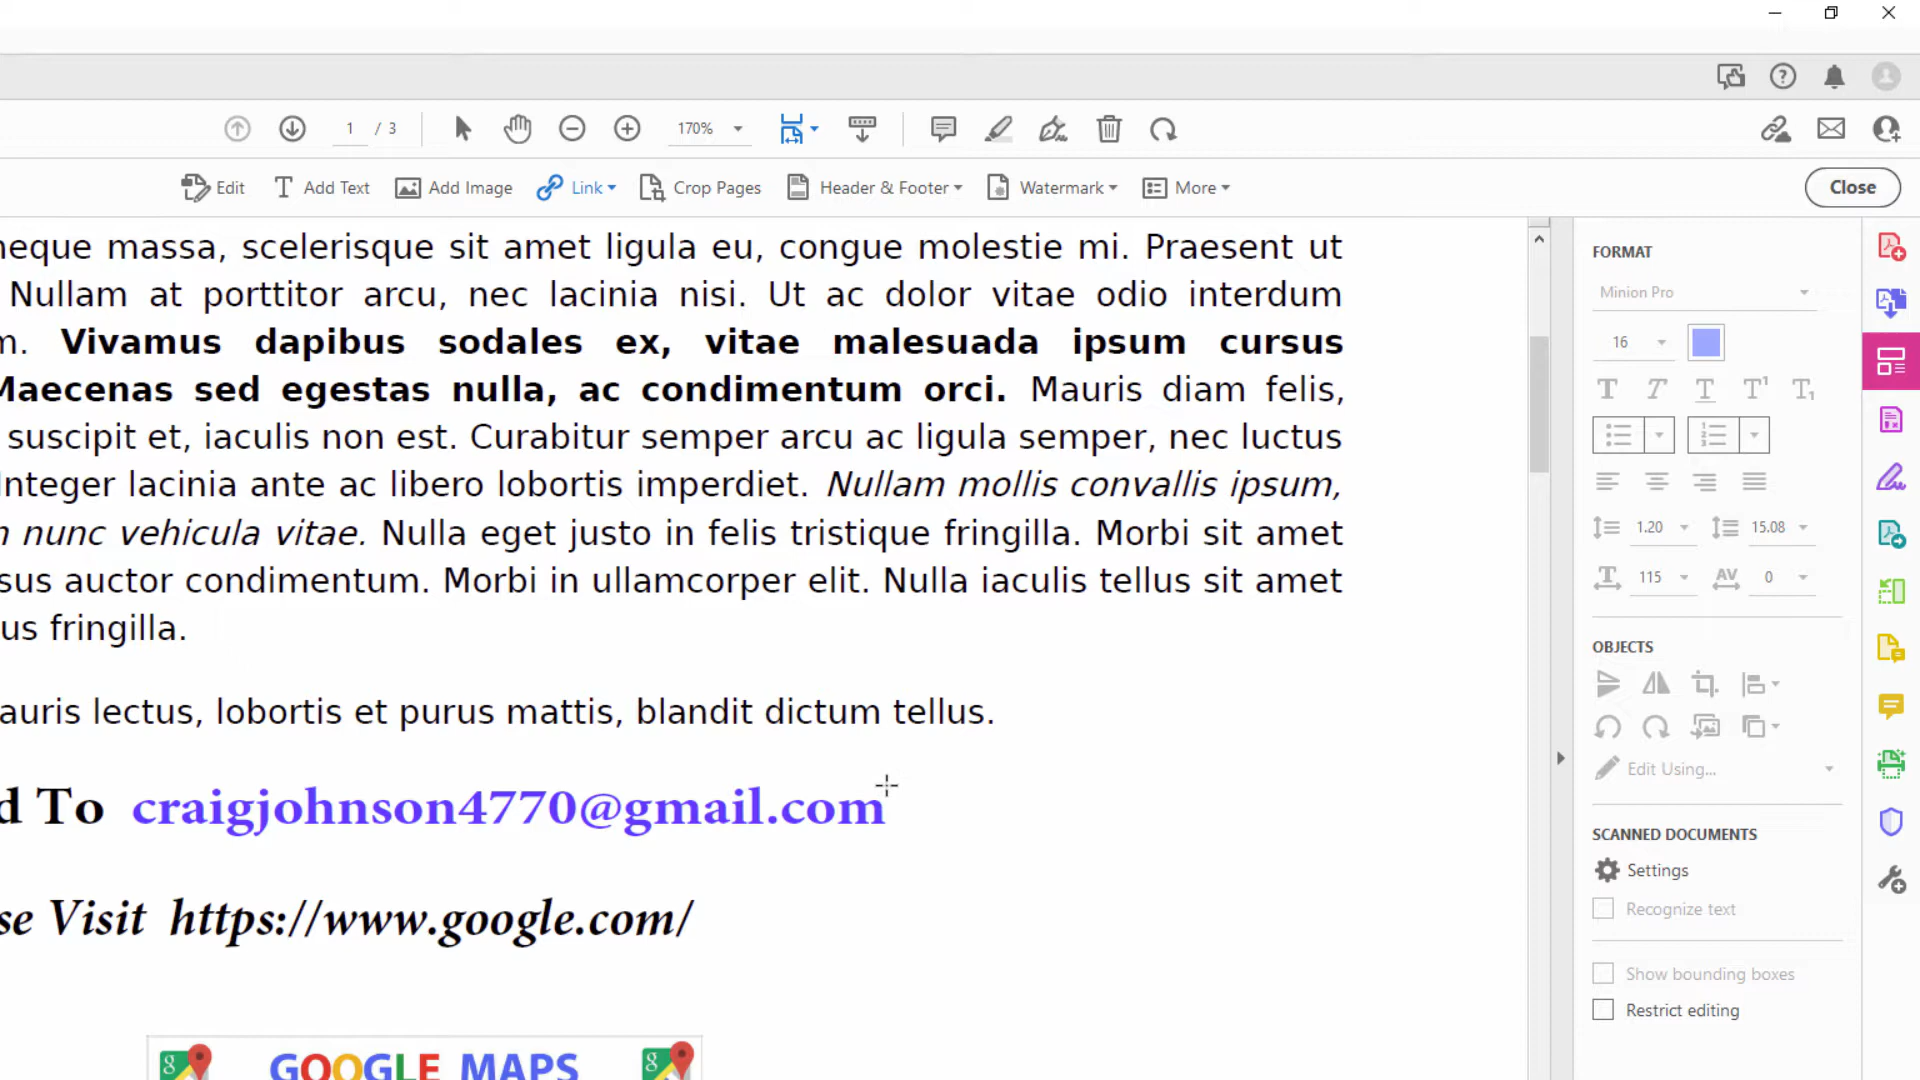 1 / 3
170%
Edit
Add Text
Add Image
Link
Crop Pages
Header & Footer
Watermark
More
Close
neque massa, scelerisque sit amet ligula eu, congue molestie mi. Praesent ut
Nullam at porttitor arcu, nec lacinia nisi. Ut ac dolor vitae odio interdum
m. Vivamus dapibus sodales ex, vitae malesuada ipsum cursus
Maecenas sed egestas nulla, ac condimentum orci. Mauris diam felis,
suscipit et, iaculis non est. Curabitur semper arcu ac ligula semper, nec luctus
Integer lacinia ante ac libero lobortis imperdiet. Nullam mollis convallis ipsum,
n nunc vehicula vitae. Nulla eget justo in felis tristique fringilla. Morbi sit amet
sus auctor condimentum. Morbi in ullamcorper elit. Nulla iaculis tellus sit amet
us fringilla.
auris lectus, lobortis et purus mattis, blandit dictum tellus.
d To craigjohnson4770@gmail.com
se Visit https://www.google.com/
GOOGLE MAPS
FORMAT
Minion Pro
16
1.20
15.08
115
0
OBJECTS
Edit Using...
SCANNED DOCUMENTS
Settings
Recognize text
Show bounding boxes
Restrict editing